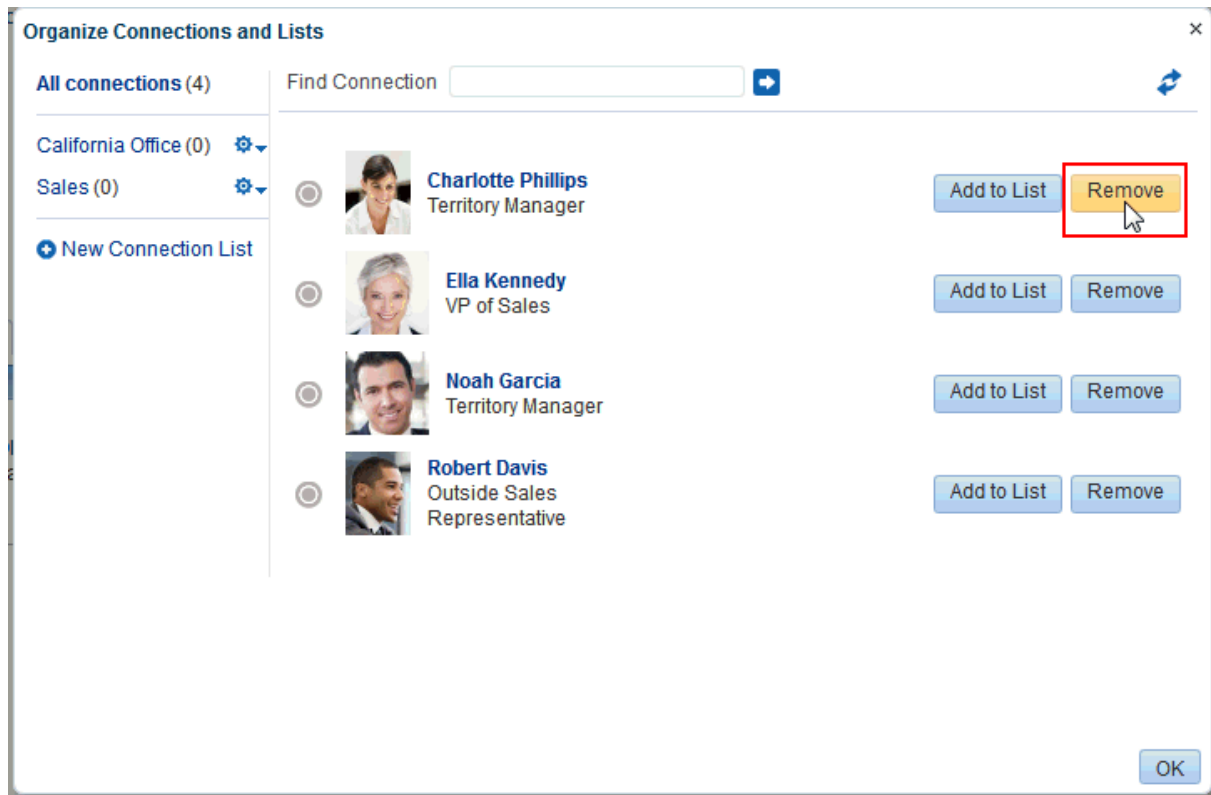 Organize Connections and Lists
All connections (4)
Find Connection
California Office (0)
Sales (0)
New Connection List
Charlotte Phillips
Territory Manager
Add to List
Remove
Ella Kennedy
VP of Sales
Add to List
Remove
Noah Garcia
Territory Manager
Add to List
Remove
Robert Davis
Outside Sales
Representative
Add to List
Remove
OK